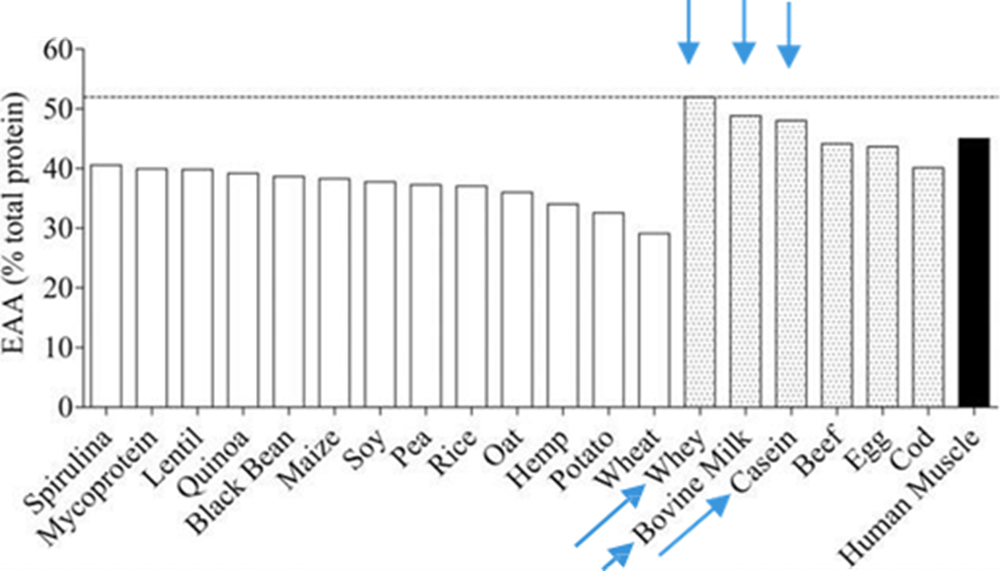 EAA (% total protein)
60
50
40
30
20
10
0
Spirulina
Mycoprotein
Lentil
Quinoa
Black Bean
Maize
Soy
Pea
Rice
Oat
Hemp
Potato
Wheat
Whey
Bovine Milk
Casein
Beef
Egg
Cod
Human Muscle